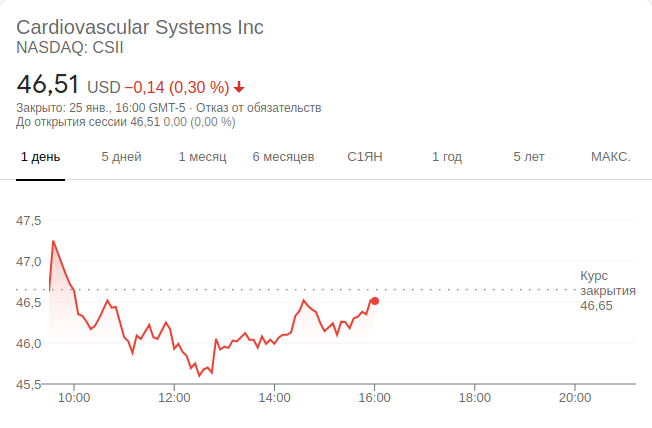 Cardiovascular Systems Inc
NASDAQ: CSII
46,51 USD −0,14 (0,30 %)
Закрыто: 25 янв., 16:00 GMT-5 · Отказ от обязательств
До открытия сессии 46,51 0,00 (0,00 %)
1 день 5 дней 1 месяц 6 месяцев С1ЯН 1 год 5 лет МАКС.
47,5
47,0
46,5
46,0
45,5
Курс
закрытия
46,65
10:00 12:00 14:00 16:00 18:00 20:00